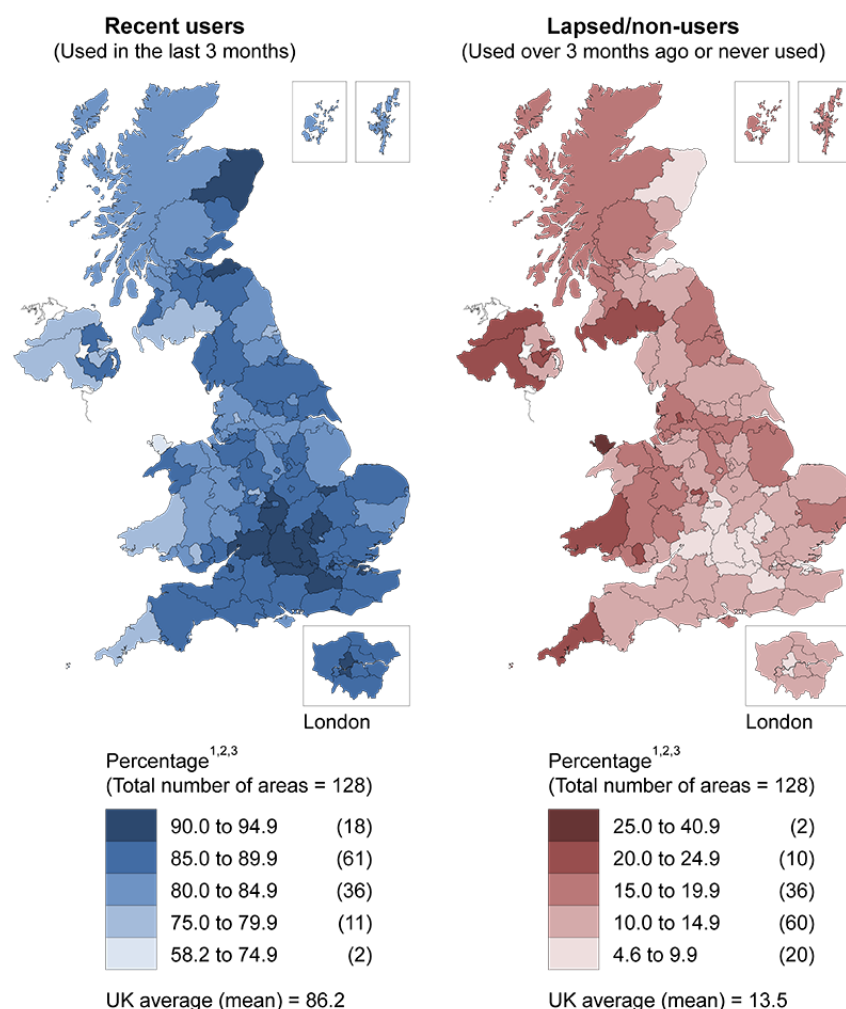 Recent users
(Used in the last 3 months)
London
Percentage1,2,3
(Total number of areas = 128)
90.0 to 94.9 (18)
85.0 to 89.9 (61)
80.0 to 84.9 (36)
75.0 to 79.9 (11)
58.2 to 74.9 (2)
UK average (mean) = 86.2
Lapsed/non-users
(Used over 3 months ago or never used)
London
Percentage1,2,3
(Total number of areas = 128)
25.0 to 40.9 (2)
20.0 to 24.9 (10)
15.0 to 19.9 (36)
10.0 to 14.9 (60)
4.6 to 9.9 (20)
UK average (mean) = 13.5